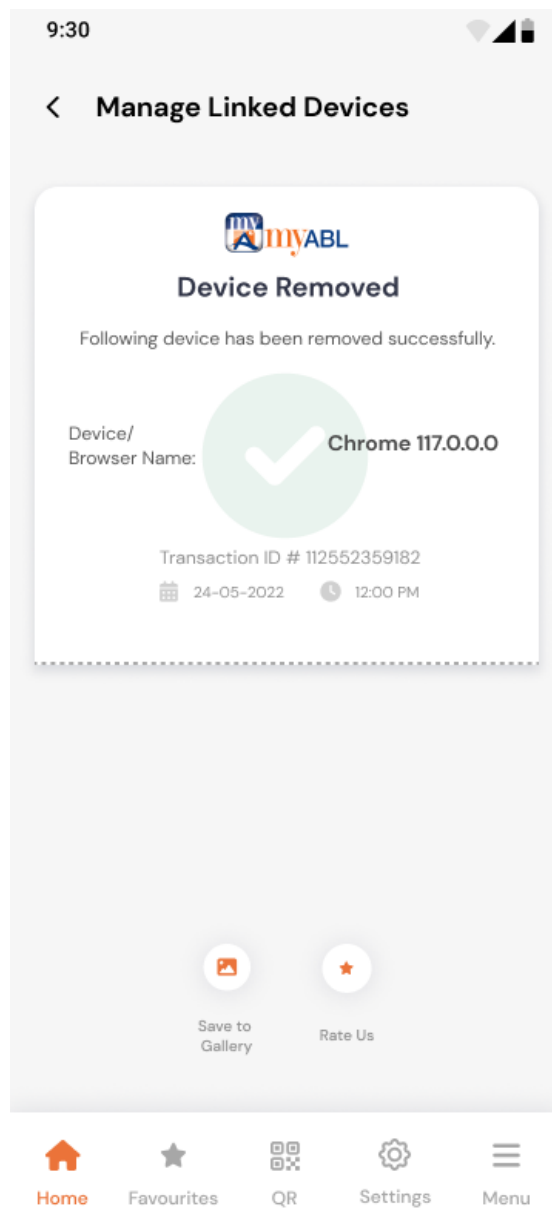 9:30
Manage Linked Devices
my myABL
Device Removed
Following device has been removed successfully.
Device/
Browser Name:
Chrome 117.0.0.0
Transaction ID # 112552359182
24-05-2022 12:00 PM
Save to
Gallery
Rate Us
Home Favourites QR Settings Menu